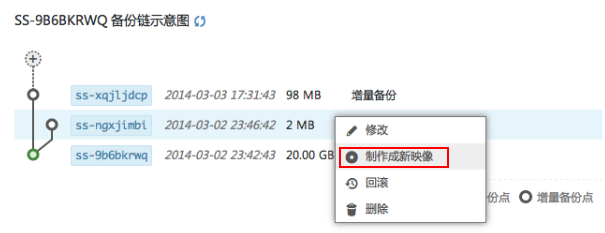 SS-9B6BKRWQ 备份链示意图
ss-xqjljdcp 2014-03-03 17:31:43 98 MB 增量备份
ss-ngxjimbi 2014-03-02 23:46:42 2 MB
ss-9b6bkrwq 2014-03-02 23:42:43 20.00 GB
修改
制作成新映像
回滚
删除
份点 增量备份点